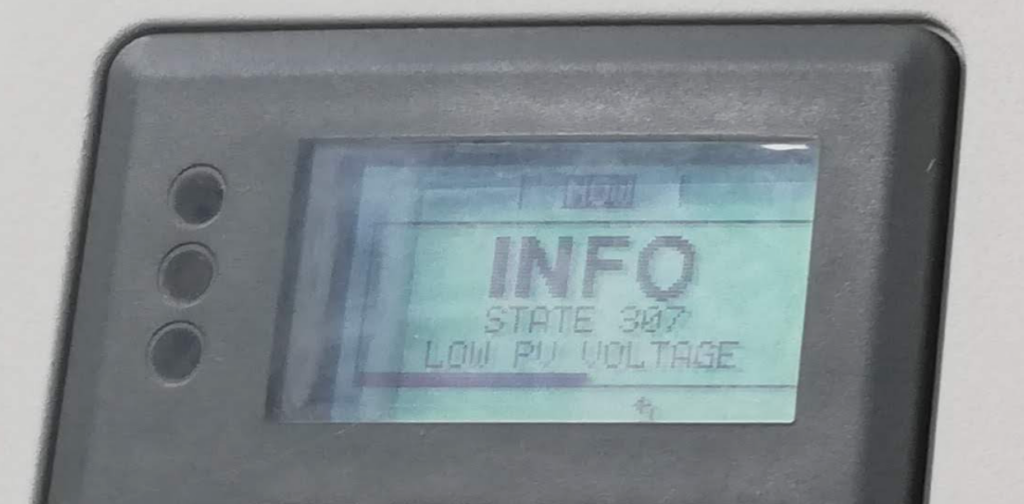 NOW
INFO
STATE 307
LOW PV VOLTAGE